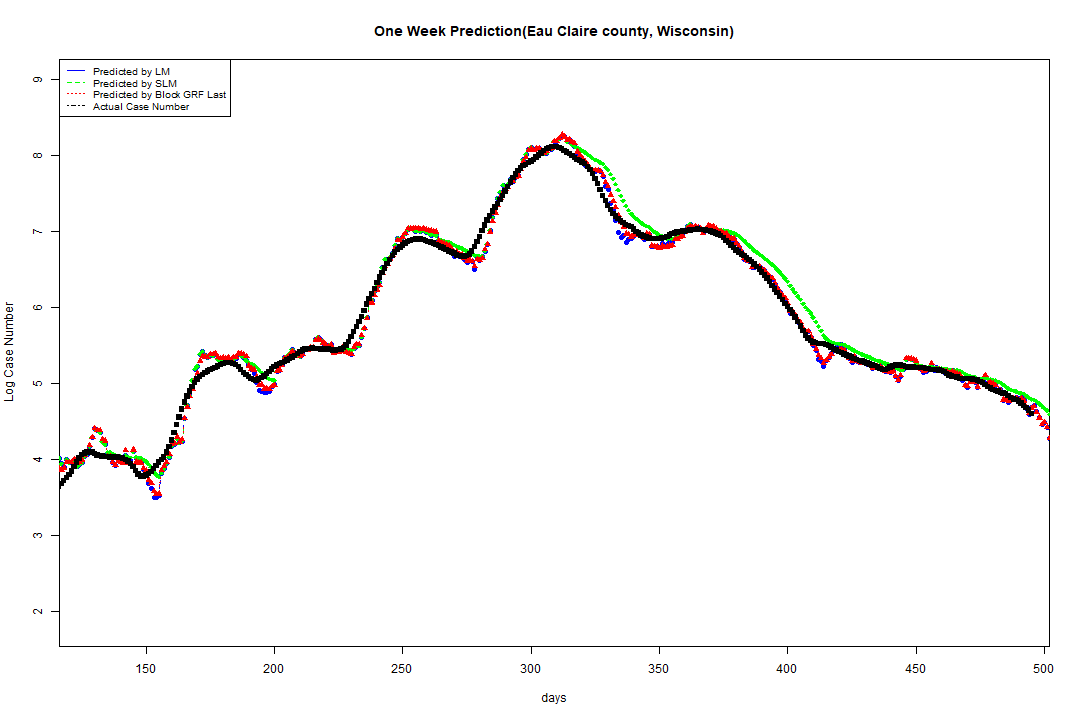 One Week Prediction(Eau Claire county, Wisconsin)
Predicted by LM
Predicted by SLM
Predicted by Block GRF Last
Actual Case Number
9
8
7
6
5
4
3
2
Log Case Number
150 200 250 300 350 400 450 500
days